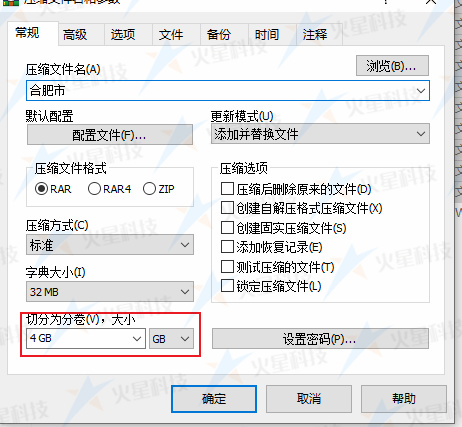 压缩文件名和参数
常规 高级 选项 文件 备份 时间 注释
压缩文件名(A)
浏览(B)...
合肥市
默认配置
更新模式(U)
配置文件(F)...
添加并替换文件
压缩文件格式
压缩选项
RAR RAR4 ZIP
压缩后删除原来的文件(D)
创建自解压格式压缩文件(X)
创建固实压缩文件(S)
添加恢复记录(E)
测试压缩的文件(T)
锁定压缩文件(L)
压缩方式(C)
标准
字典大小(I)
32 MB
切分为分卷(V)，大小
4 GB GB
设置密码(P)...
确定 取消 帮助
火星科技